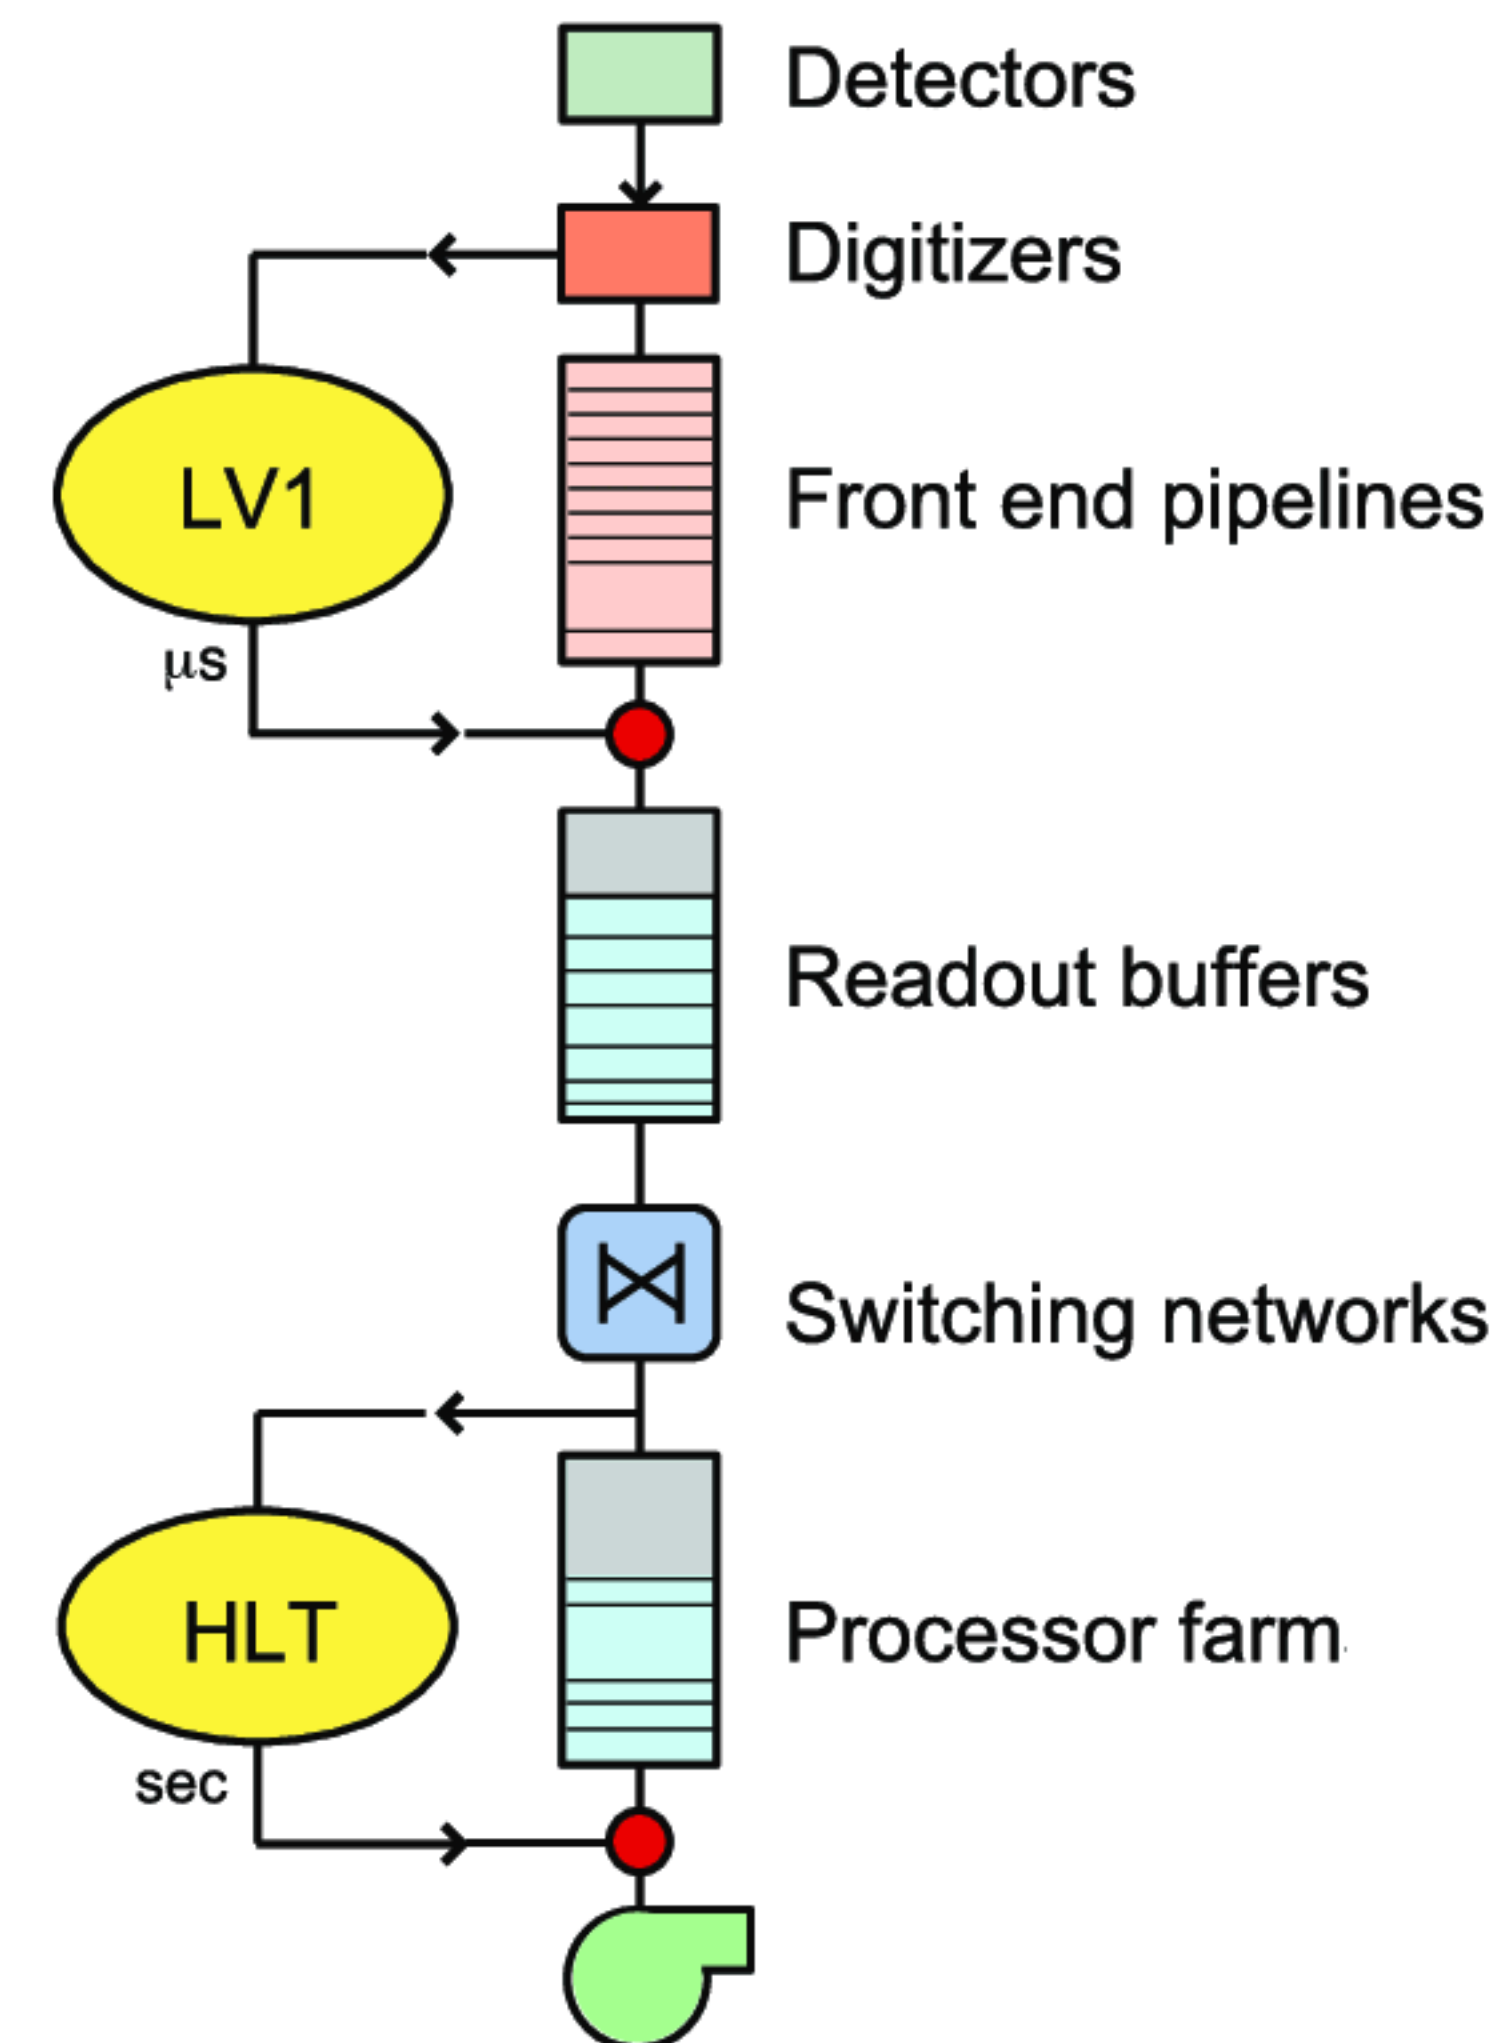 Detectors
Digitizers
LV1
Front end pipelines
μs
Readout buffers
Switching networks
HLT
Processor farm
sec